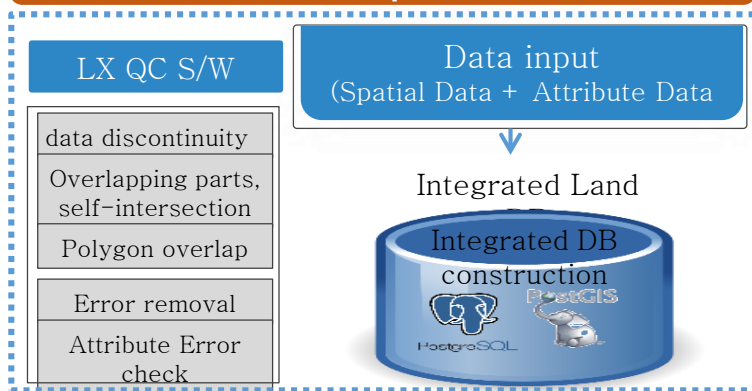 LX QC S/W
data discontinuity
Overlapping parts,
self-intersection
Polygon overlap
Error removal
Attribute Error
check
Data input
(Spatial Data + Attribute Data
Integrated Land
Integrated DB
construction
PostgreSQL
PostGIS